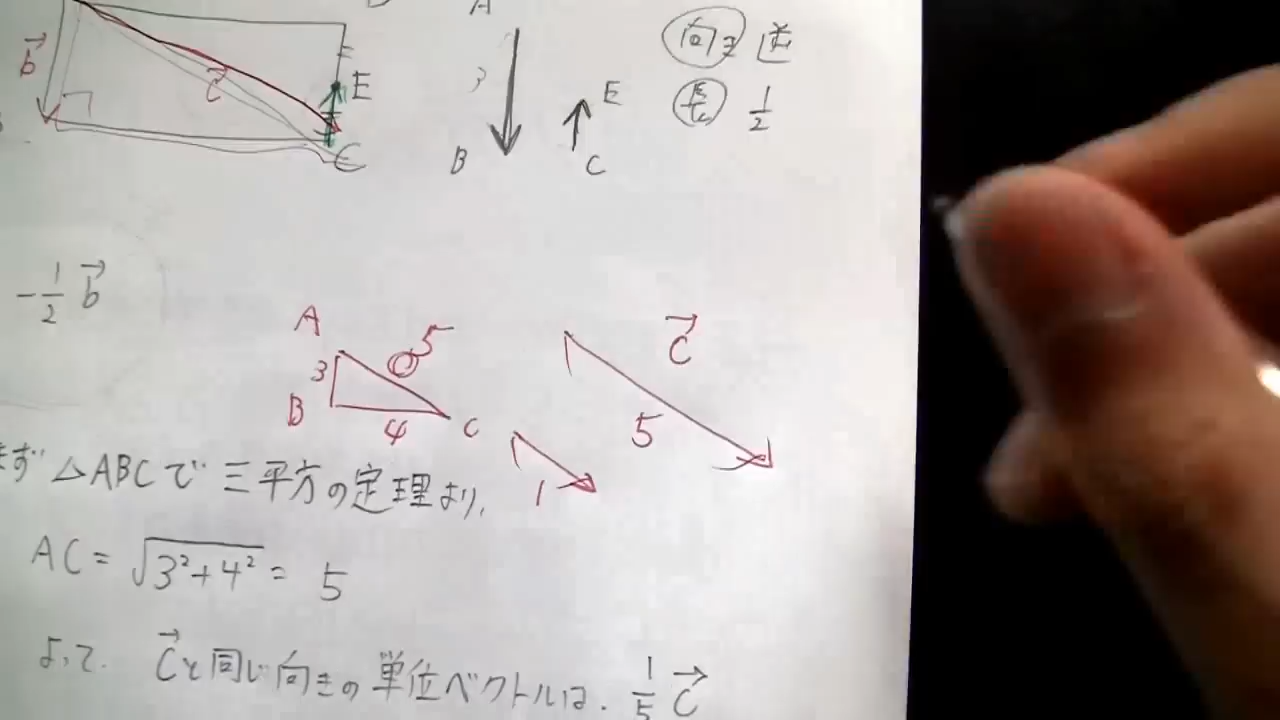 A
b→
c→
E
C
3
B
E
C
向き 逆
長さ 1/2
-1/2 b→
A
3
5
B
4
C
c→
5
1
まず △ABCで 三平方の定理より,
AC = √(3²+4²) = 5
よって. c→と同じ向きの 単位ベクトルは. 1/5 c→